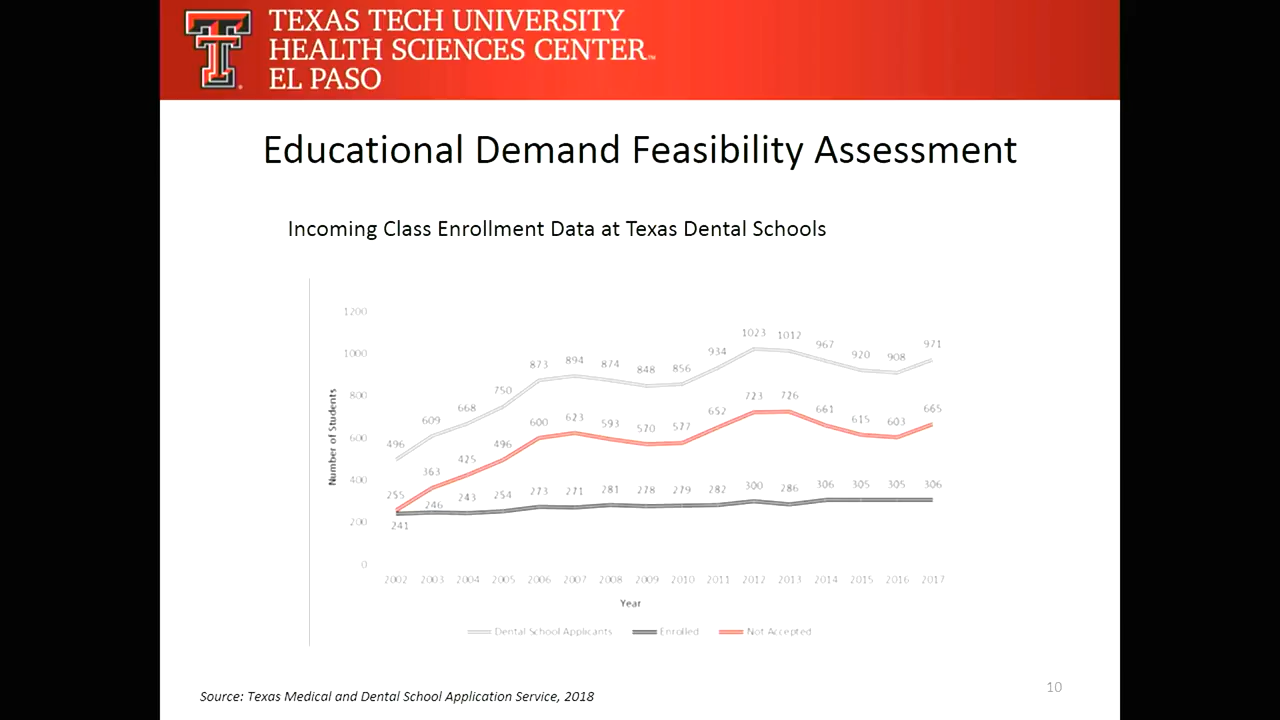 TEXAS TECH UNIVERSITY
HEALTH SCIENCES CENTER™
EL PASO
Educational Demand Feasibility Assessment
Incoming Class Enrollment Data at Texas Dental Schools
1200
1000
800
600
400
200
0
Number of Students
496 609 668 750 873 894 874 848 856 934 1023 1012 967 920 908 971
255 363 425 496 600 623 593 570 577 652 723 726 661 615 603 665
241 246 243 254 273 271 281 278 279 282 300 286 306 305 305 306
2002 2003 2004 2005 2006 2007 2008 2009 2010 2011 2012 2013 2014 2015 2016 2017
Year
Dental School Applicants Enrolled Not Accepted
Source: Texas Medical and Dental School Application Service, 2018
10